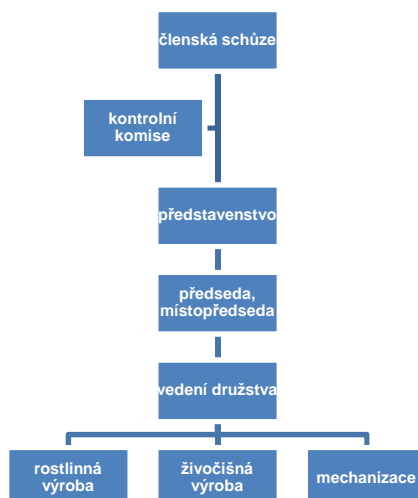 členská schůze
kontrolní
komise
představenstvo
předseda,
místopředseda
vedení družstva
rostlinná
výroba
živočišná
výroba
mechanizace